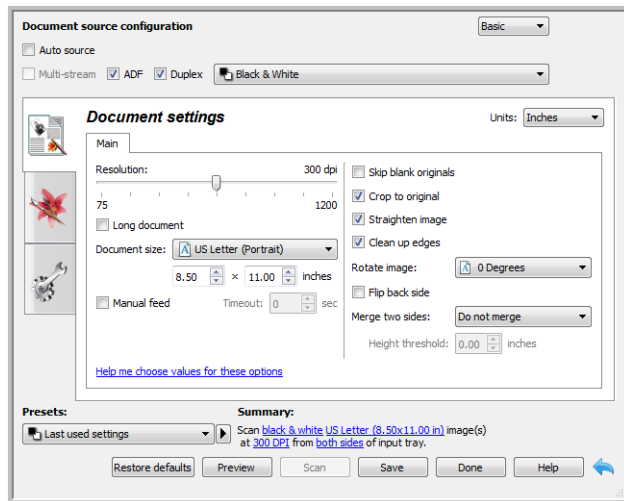 Document source configuration Basic
Auto source
Multi-stream ADF Duplex Black & White
Document settings Units: Inches
Main
Resolution: 300 dpi
75 1200
Long document
Document size: US Letter (Portrait)
8.50 × 11.00 inches
Manual feed Timeout: 0 sec
Skip blank originals
Crop to original
Straighten image
Clean up edges
Rotate image: 0 Degrees
Flip back side
Merge two sides: Do not merge
Height threshold: 0.00 inches
Help me choose values for these options
Presets:
Last used settings
Summary:
Scan black & white US Letter (8.50x11.00 in) image(s)
at 300 DPI from both sides of input tray.
Restore defaults Preview Scan Save Done Help